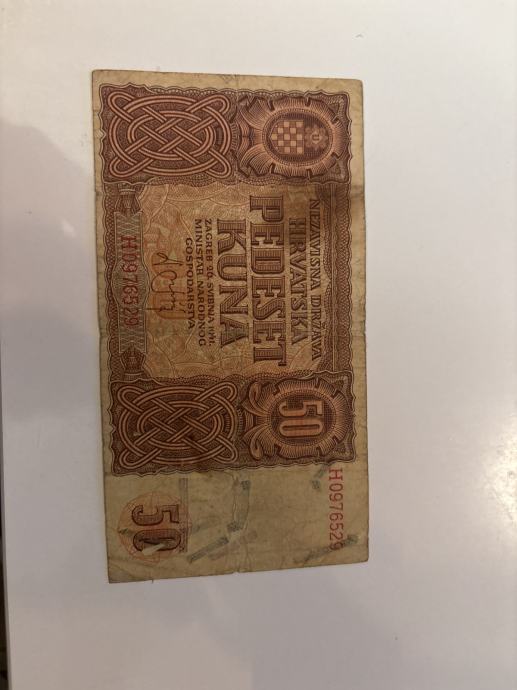 U
NEZAVISNA DRŽAVA
HRVATSKA
PEDESET
KUNA
ZAGREB 26. SVIBNJA 1941.
MINISTAR NARODNOG
GOSPODARSTVA
H0976529
50
H0976529
50